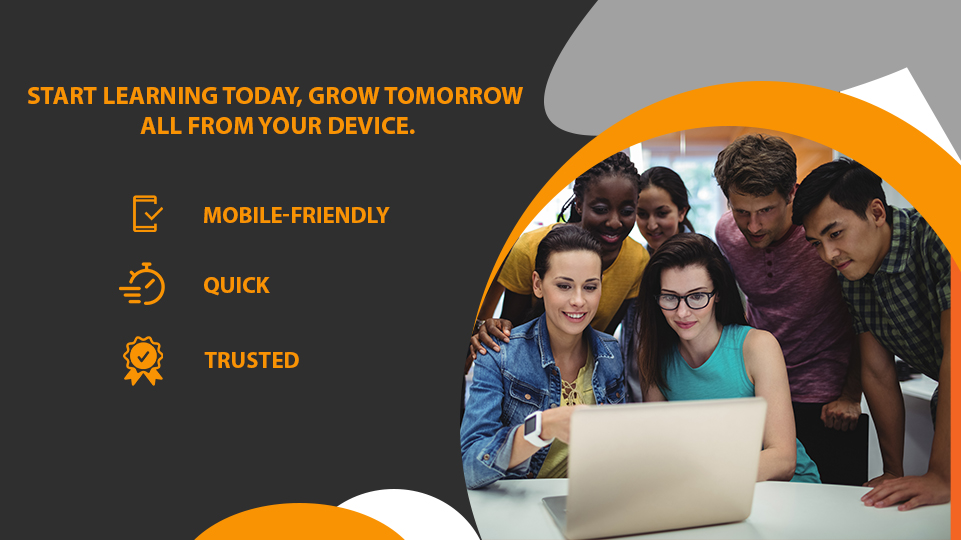 START LEARNING TODAY, GROW TOMORROW
ALL FROM YOUR DEVICE.
MOBILE-FRIENDLY
QUICK
TRUSTED